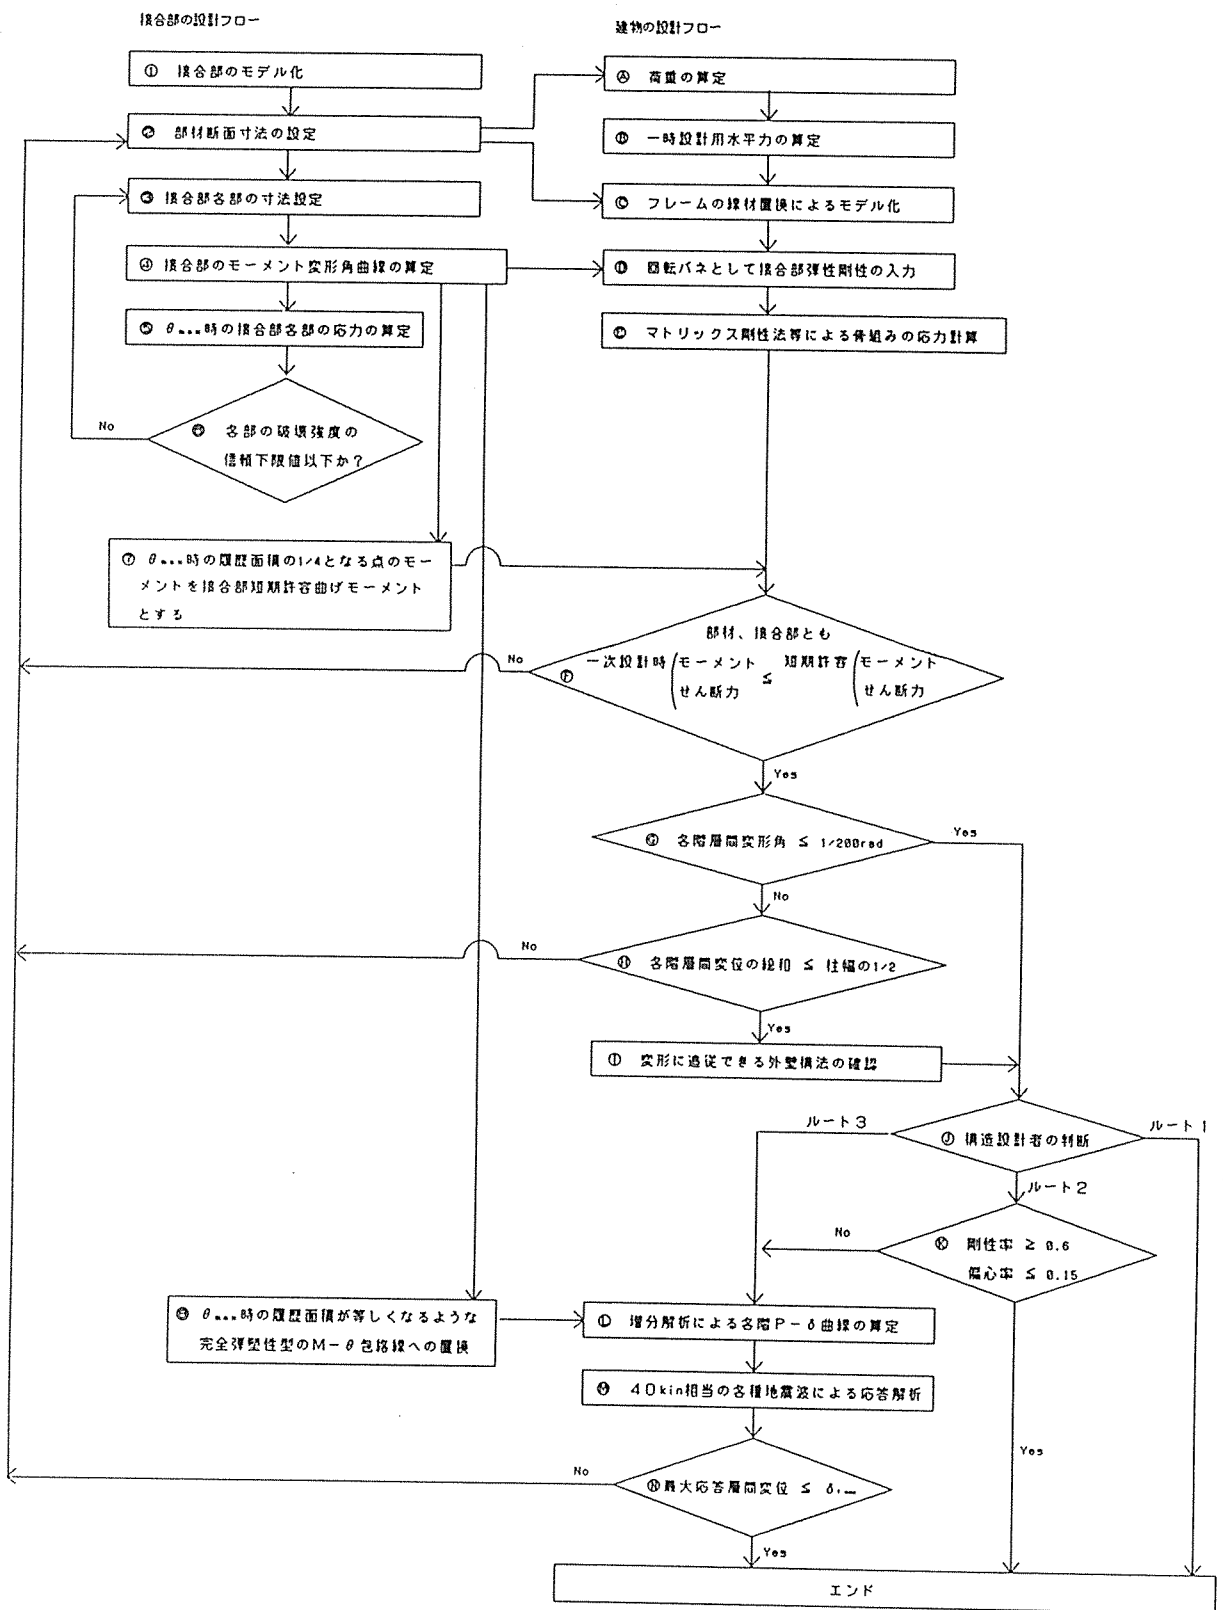 接合部の設計フロー
① 接合部のモデル化
② 部材断面寸法の設定
③ 接合部各部の寸法設定
④ 接合部のモーメント変形角曲線の算定
⑤ 時の接合部各部の応力の算定
各部の破壊強度の
信頼下限値以下か?
No
⑦ 時の履歴面積の1/4となる点のモー
メントを接合部短期許容曲げモーメント
とする
時の履歴面積が等しくなるような
完全弾塑性型のM-θ包絡線への置換
建物の設計フロー
Ⓐ 荷重の算定
Ⓑ 一時設計用水平力の算定
Ⓒ フレームの線材置換によるモデル化
Ⓓ 回転バネとして接合部弾性剛性の入力
Ⓔ マトリックス剛性法等による骨組みの応力計算
部材、接合部とも
Ⓕ 一次設計時(モーメント せん断力 ≦ 短期許容(モーメント せん断力
No
Yes
Ⓖ 各階層間変形角 ≦ 1/200rad
Yes
No
Ⓗ 各階層間変位の総和 ≦ 柱幅の1/2
No
Yes
Ⓘ 変形に追従できる外壁構法の確認
Ⓙ 構造設計者の判断
ルート3
ルート1
ルート2
Ⓚ 剛性率 ≧ 0.6
偏心率 ≦ 0.15
No
Yes
Ⓛ 増分解析による各階P-δ曲線の算定
Ⓜ 40kin相当の各種地震波による応答解析
Ⓝ最大応答層間変位 ≦
No
Yes
エンド